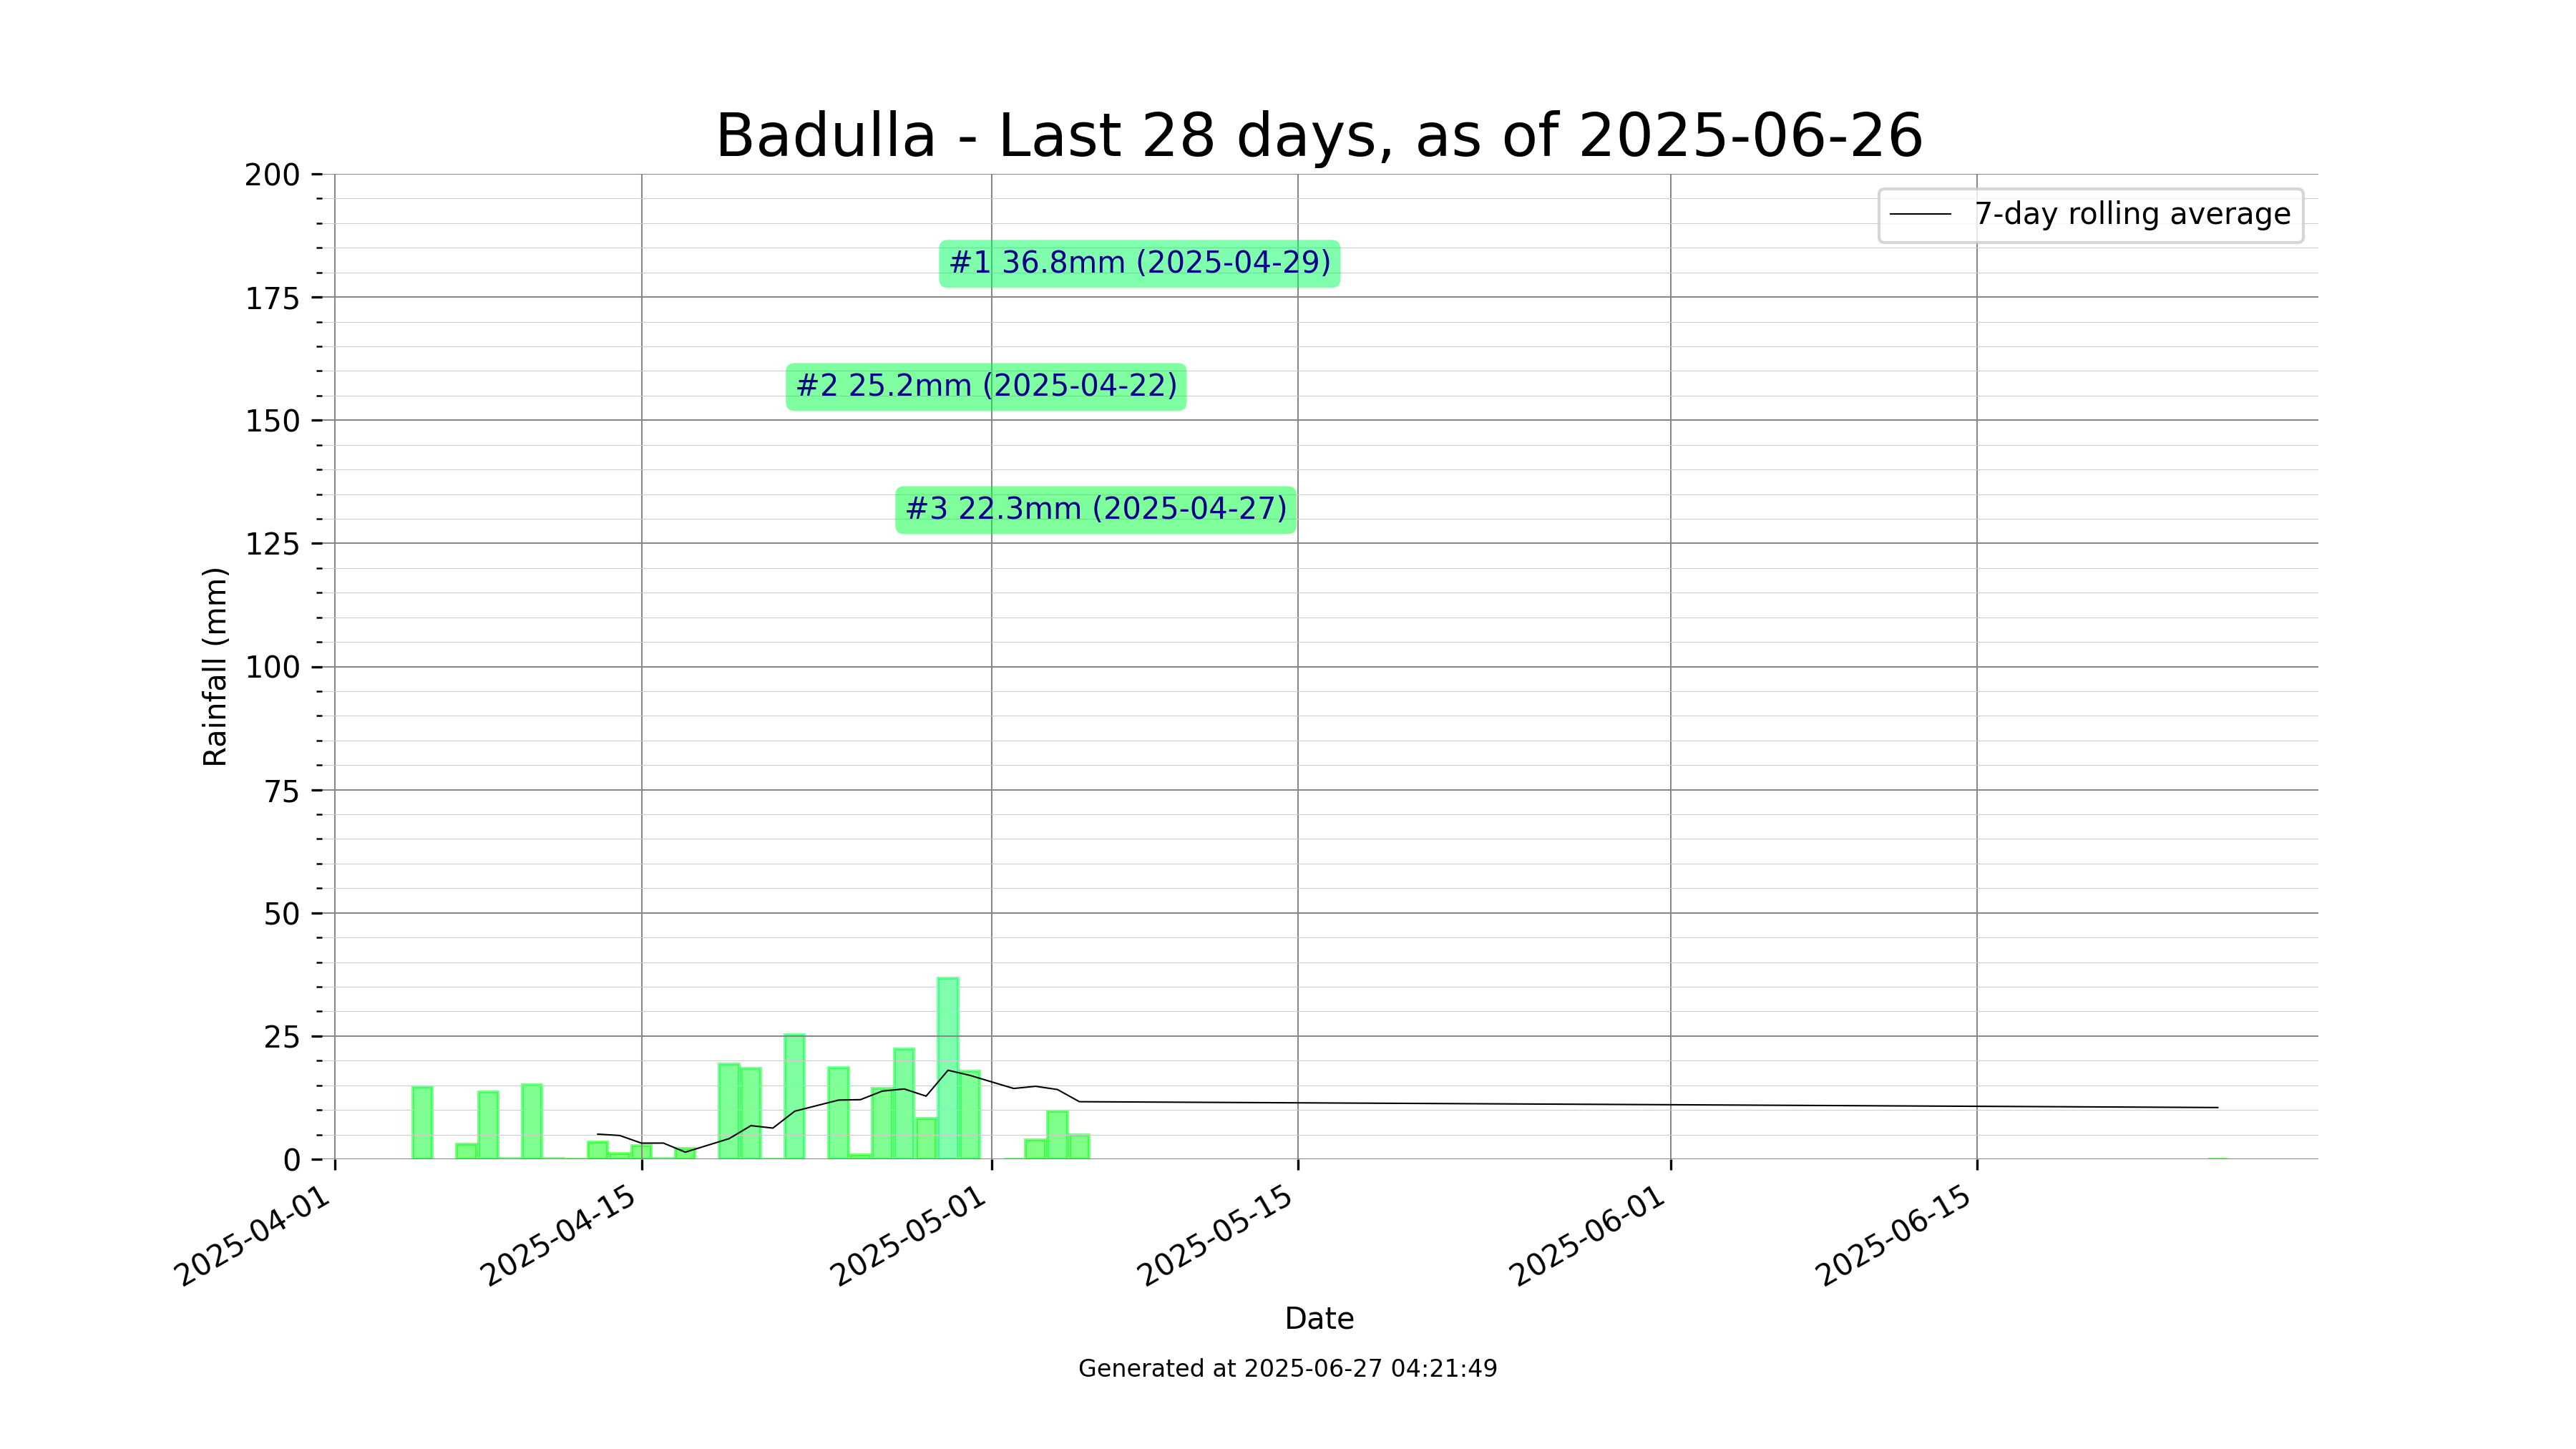 Badulla - Last 28 days, as of 2025-06-26
200
175
150
125
100
75
50
25
0
Rainfall (mm)
7-day rolling average
#1 36.8mm (2025-04-29)
#2 25.2mm (2025-04-22)
#3 22.3mm (2025-04-27)
2025-04-01
2025-04-15
2025-05-01
2025-05-15
2025-06-01
2025-06-15
Date
Generated at 2025-06-27 04:21:49